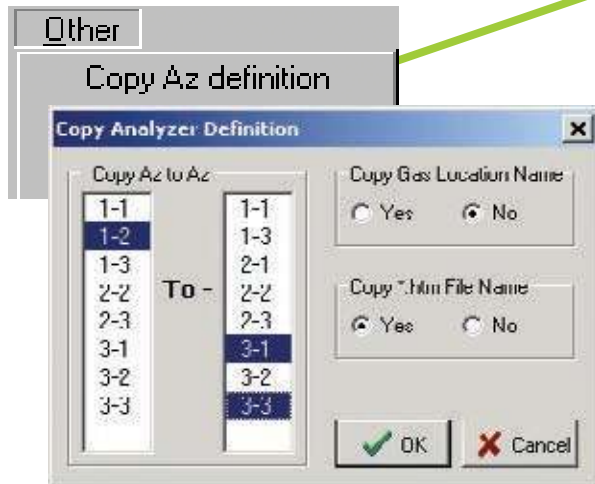 Other
Copy Az definition
Copy Analyzer Definition
Copy Az to Az
1-1
1-2
1-3
2-2
2-3
3-1
3-2
3-3
To -
1-1
1-3
2-1
2-2
2-3
3-1
3-2
3-3
Copy Gas Location Name
Yes No
Copy *.htm File Name
Yes No
OK Cancel